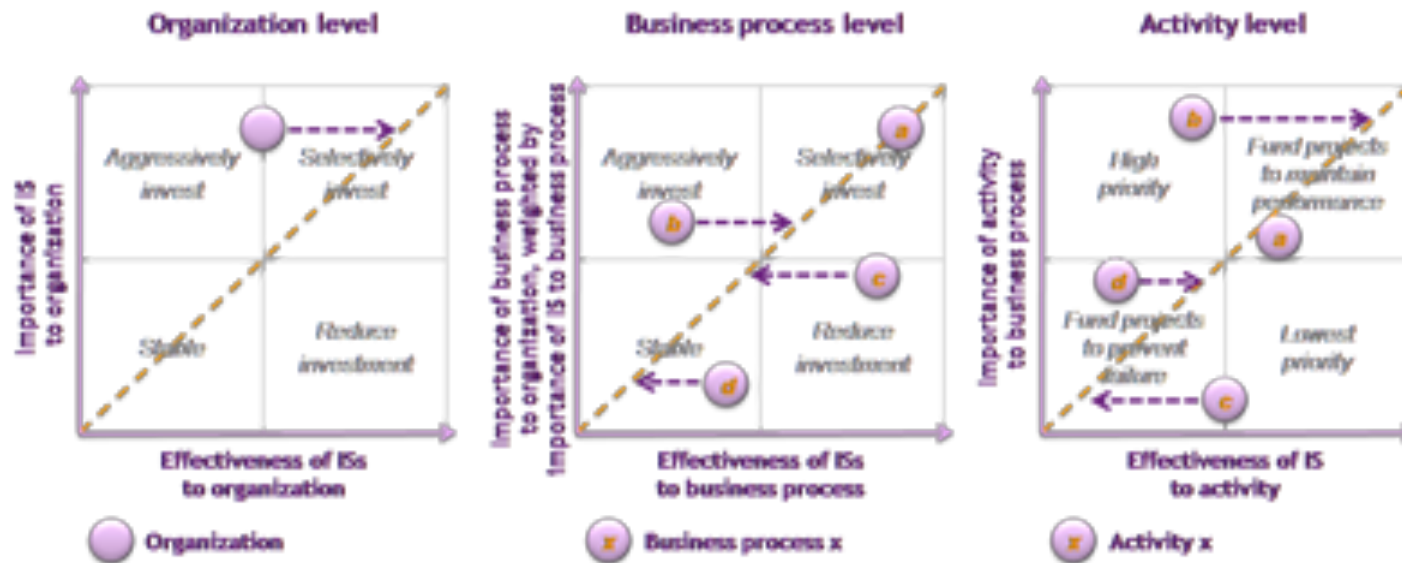 Organization level
Importance of IS
to organization
Aggressively
invest
Selectively
invest
Stable
Reduce
investment
Effectiveness of ISs
to organization
Organization
Business process level
Importance of business process
to organization, weighted by
importance of IS to business process
Aggressively
invest
Selectively
invest
Stable
Reduce
investment
a
b
c
d
Effectiveness of ISs
to business process
x
Business process x
Activity level
Importance of activity
to business process
b
High
priority
Fund projects
to maintain
performance
a
d
Fund projects
to prevent
failure
Lowest
priority
c
Effectiveness of IS
to activity
x
Activity x